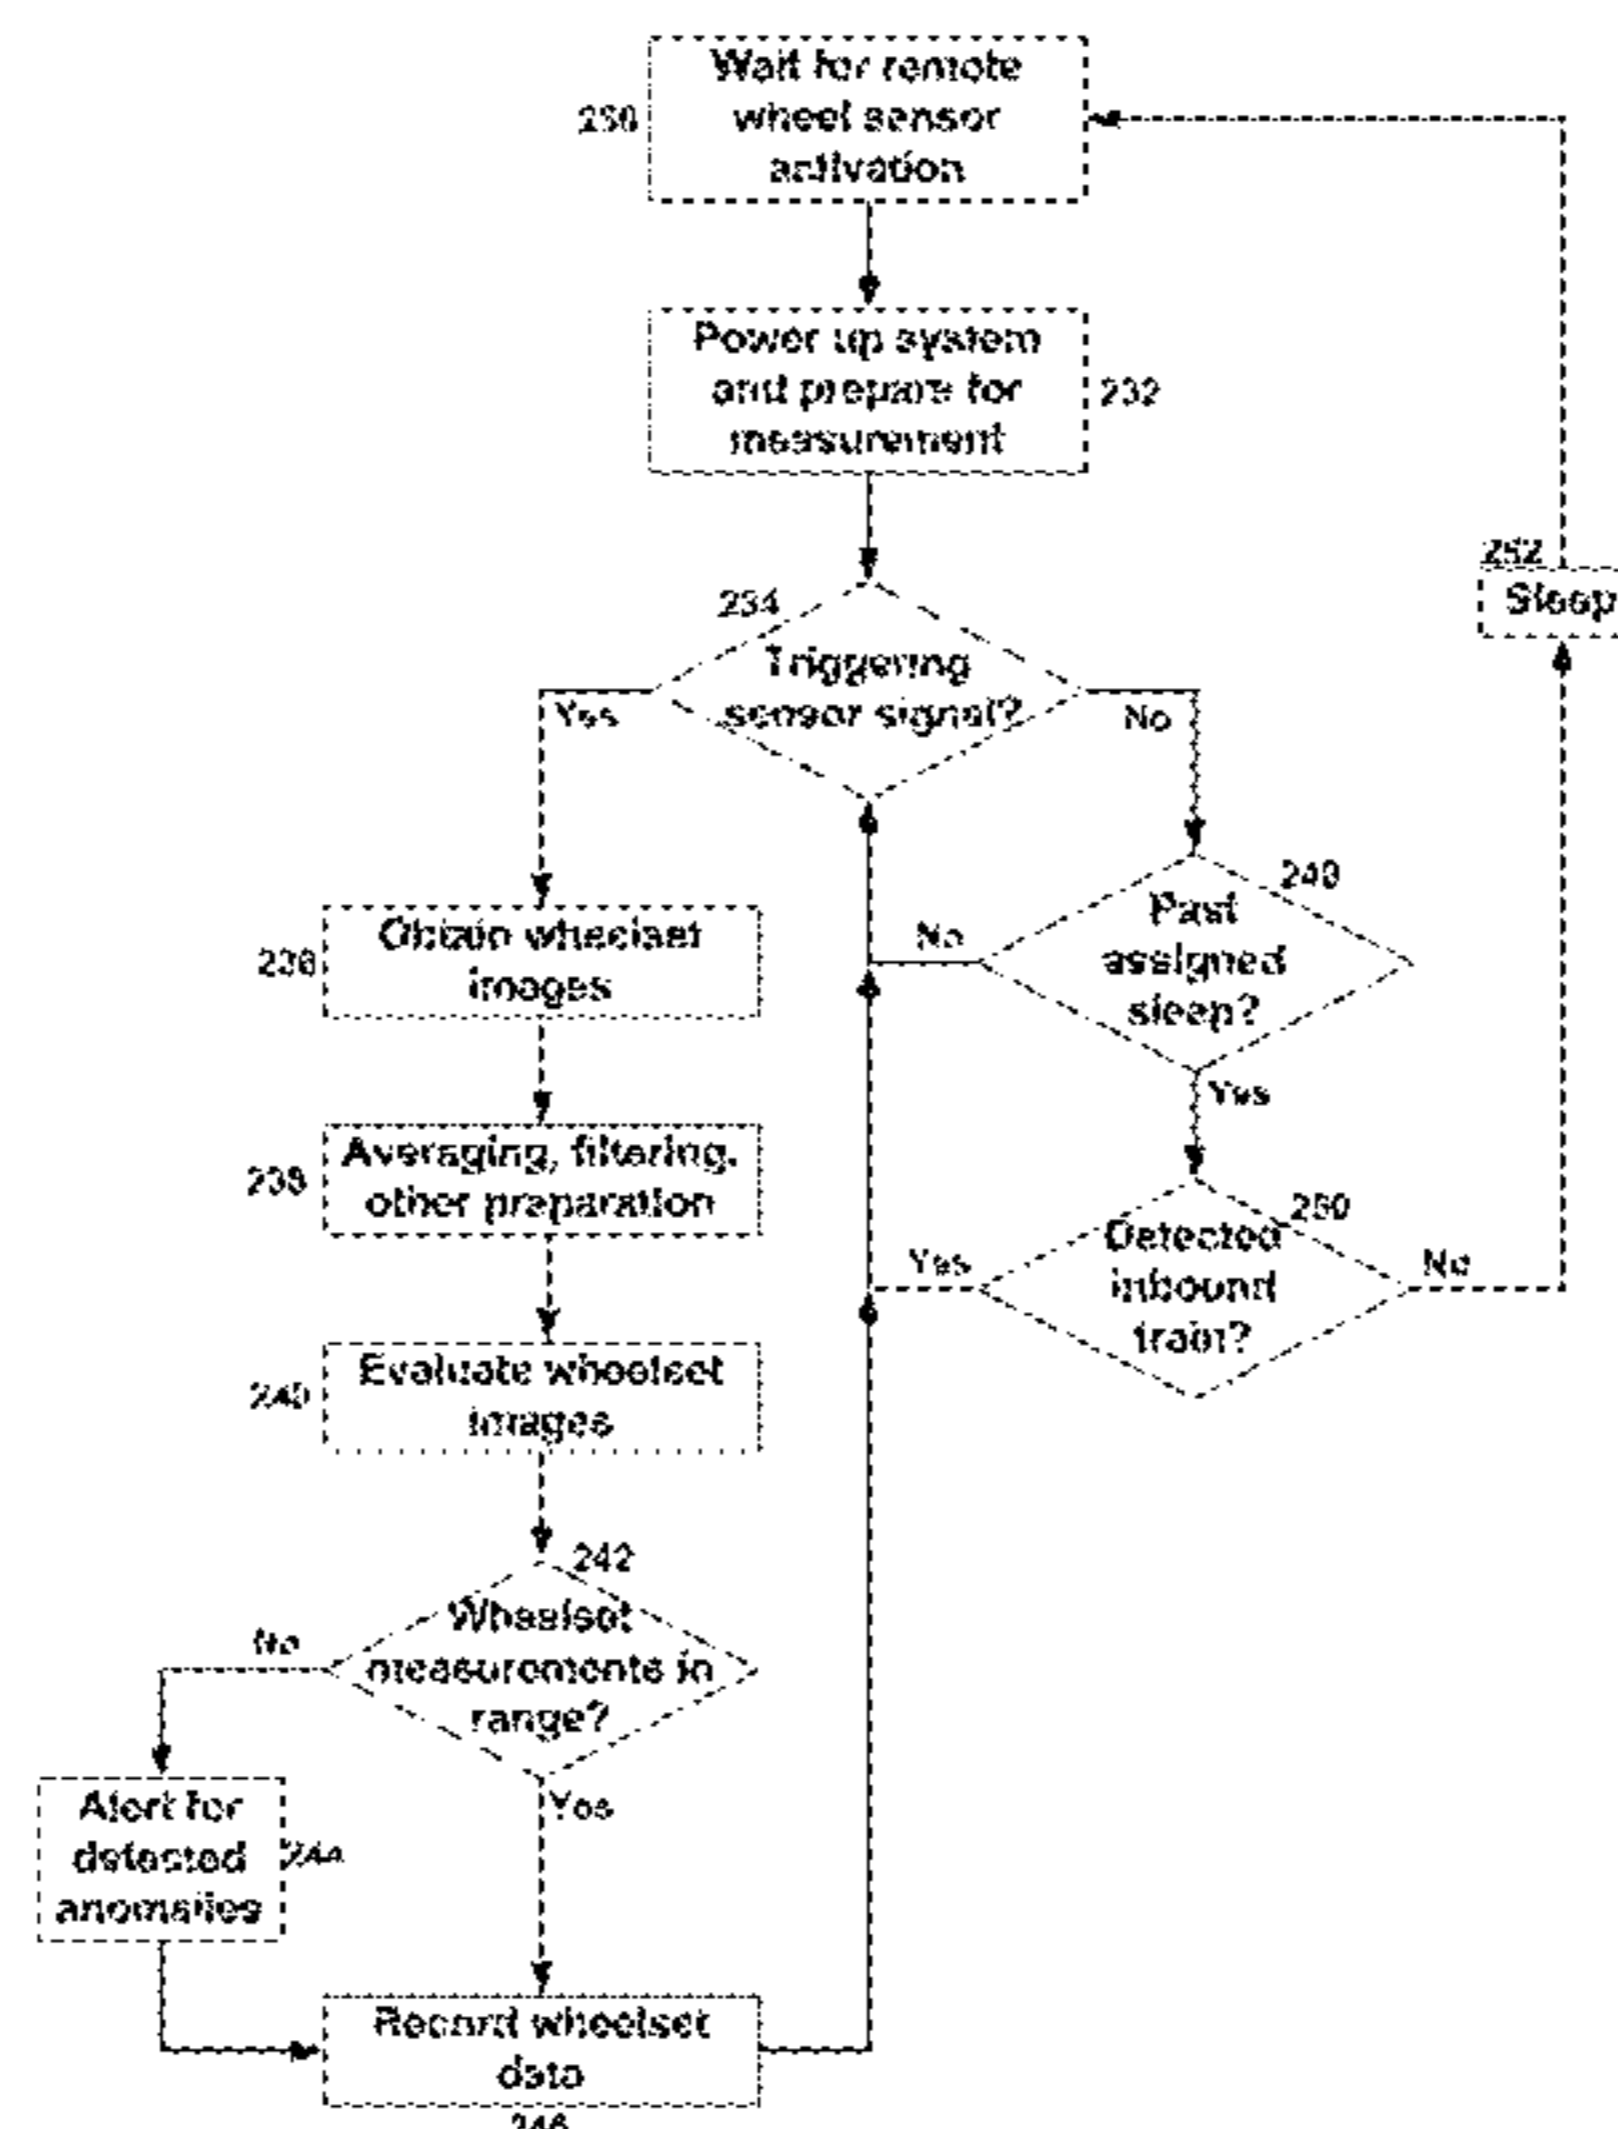 Wait for remote
wheel sensor
activation
230
Power up system
and prepare for
measurement
232
234
Triggering
sensor signal?
Yes
No
Obtain wheelset
images
236
248
Past
assigned
sleep?
No
Yes
252
Sleep
Averaging, filtering,
other preparation
238
250
Detected
inbound
train?
Yes
No
Evaluate wheelset
images
240
242
Wheelset
measurements in
range?
No
Yes
Alert for
detected
anomalies
244
Record wheelset
data
246